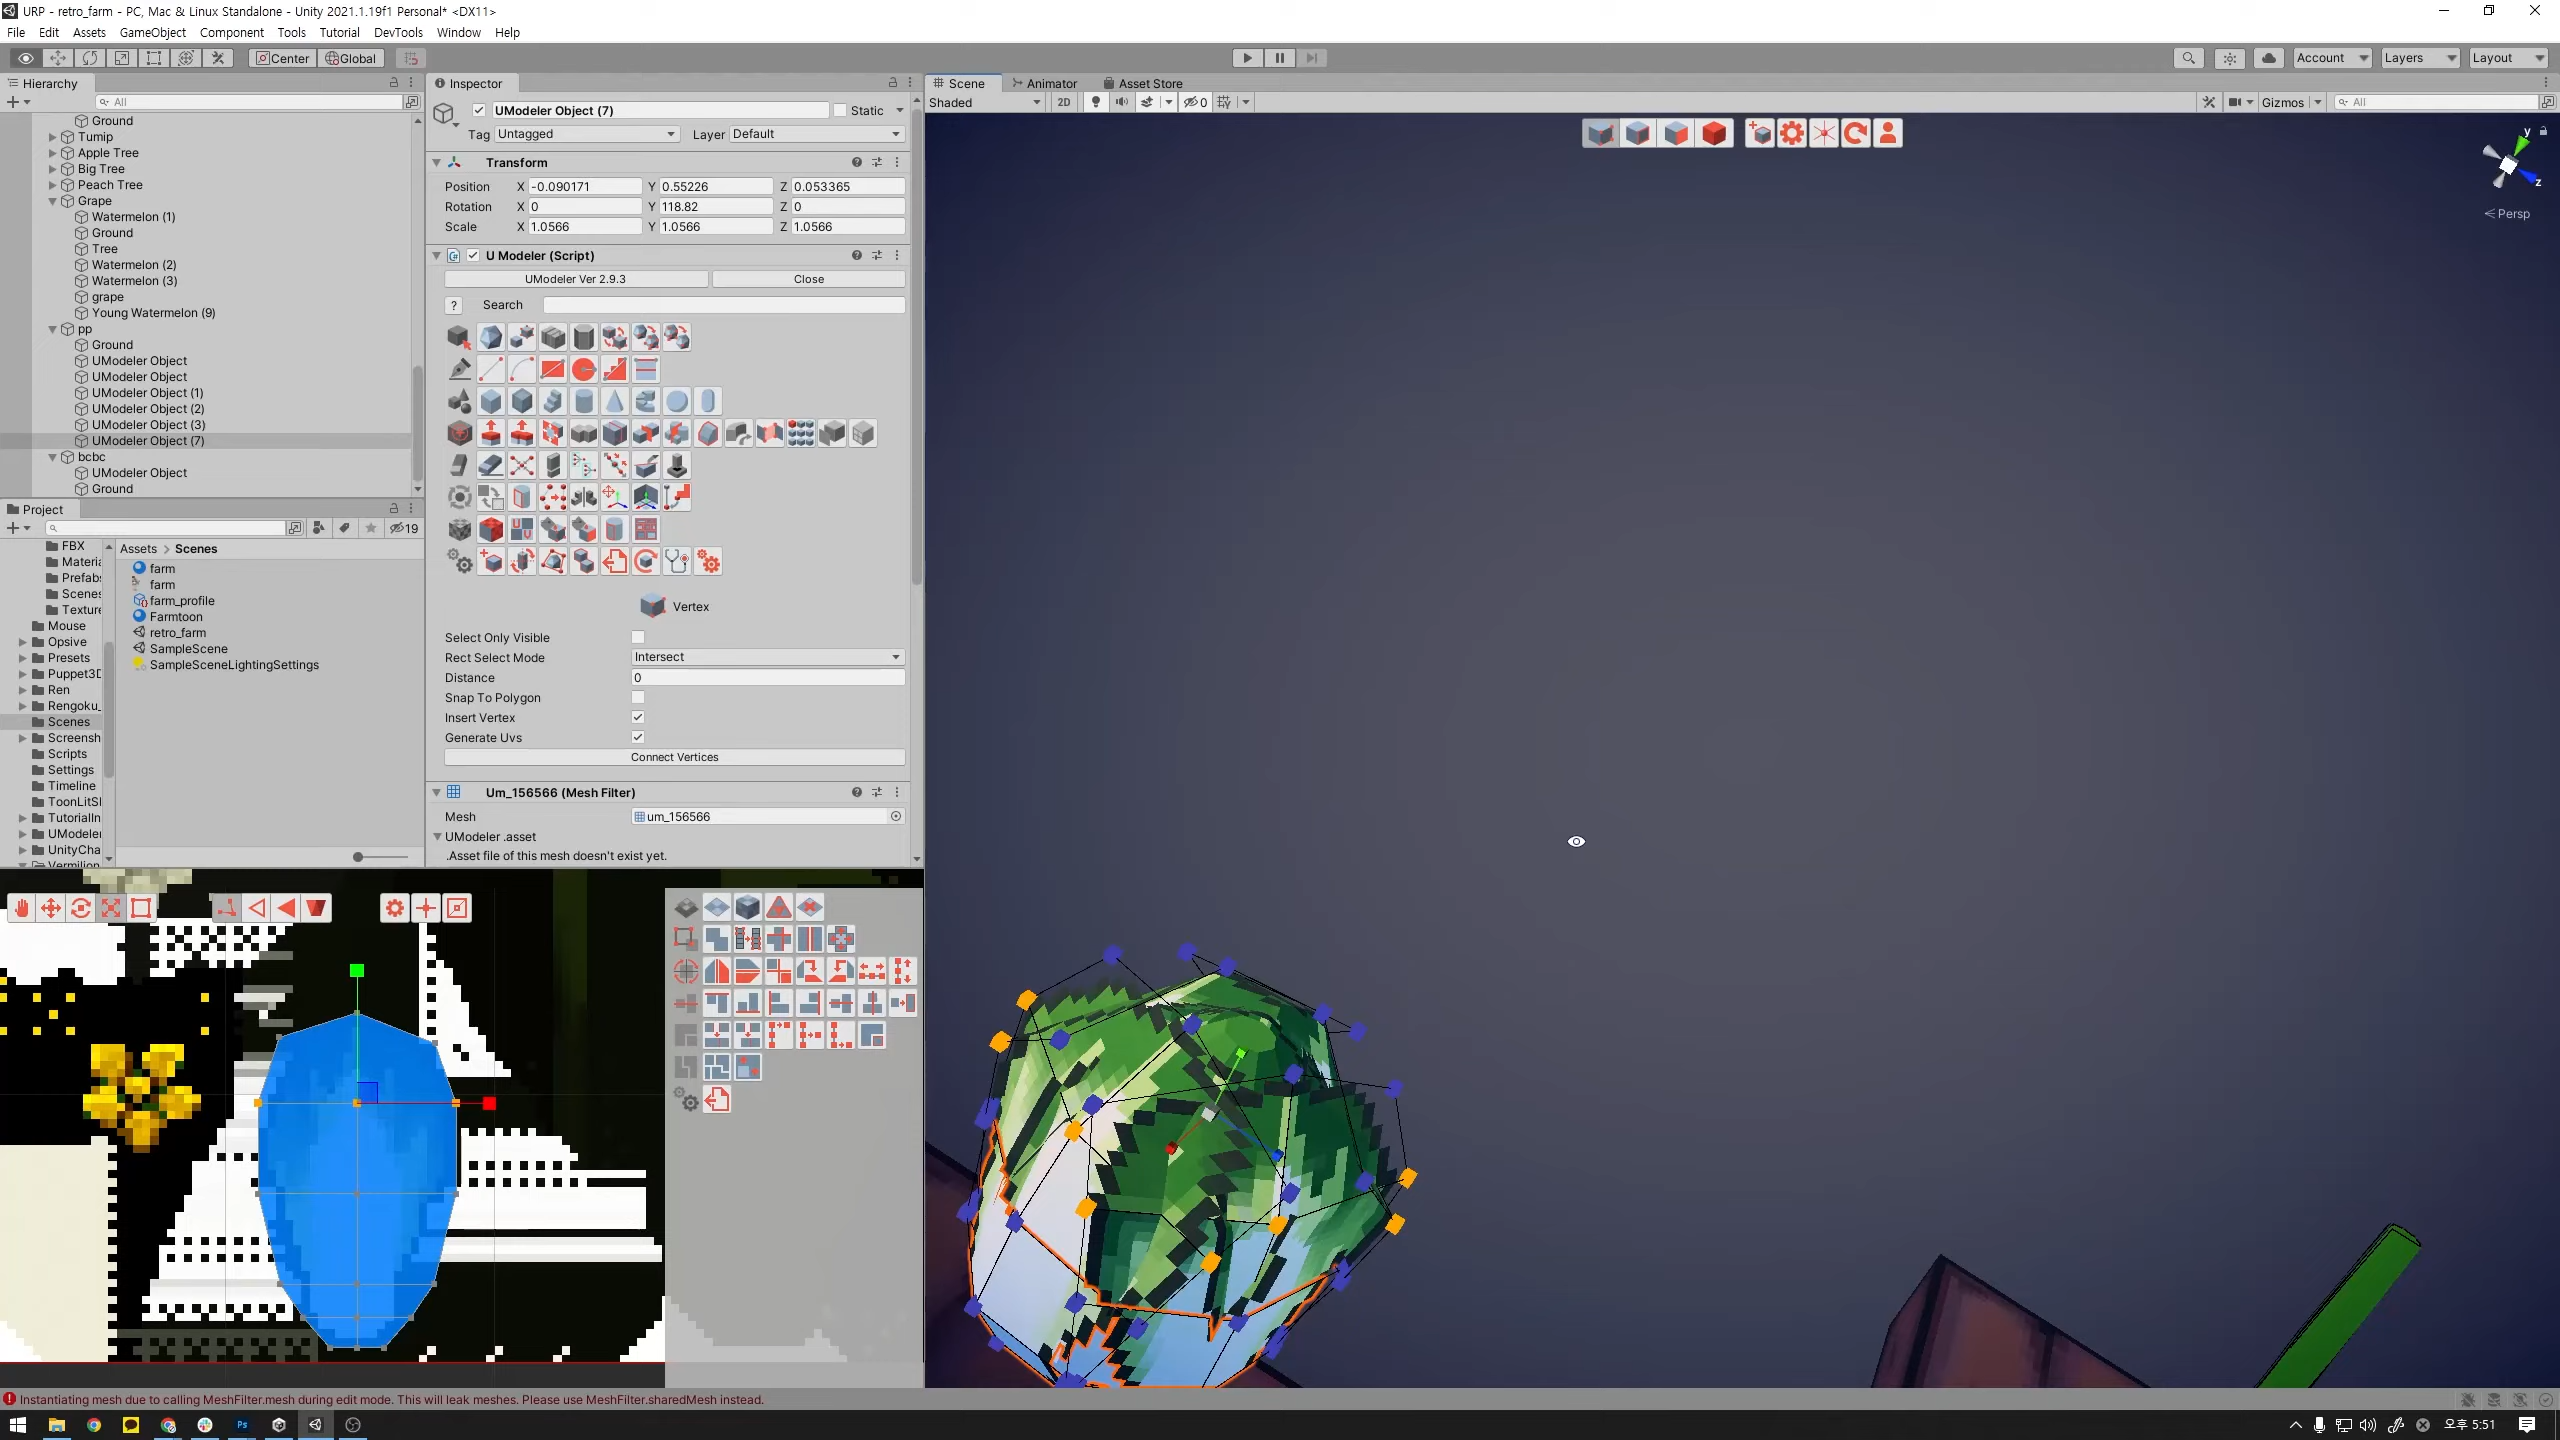 URP - retro_farm - PC, Mac & Linux Standalone - Unity 2021.1.19f1 Personal* <DX11>
File Edit Assets GameObject Component Tools Tutorial DevTools Window Help
Center Global Account Layers Layout
Hierarchy
All
Ground
Turnip
Apple Tree
Big Tree
Peach Tree
Grape
Watermelon (1)
Ground
Tree
Watermelon (2)
Watermelon (3)
grape
Young Watermelon (9)
pp
Ground
UModeler Object
UModeler Object
UModeler Object (1)
UModeler Object (2)
UModeler Object (3)
UModeler Object (7)
bcbc
UModeler Object
Ground
Project
19
FBX
Materia
Prefabs
Scenes
Texture
Mouse
Opsive
Presets
Puppet3D
Ren
Rengoku_
Scenes
Screensh
Scripts
Settings
Timeline
ToonLitSl
TutorialIn
UModeler
UnityCha
Vermilion
Assets > Scenes
farm
farm
farm_profile
Farmtoon
retro_farm
SampleScene
SampleSceneLightingSettings
Inspector
UModeler Object (7) Static
Tag Untagged Layer Default
Transform
Position X -0.090171 Y 0.55226 Z 0.053365
Rotation X 0 Y 118.82 Z 0
Scale X 1.0566 Y 1.0566 Z 1.0566
U Modeler (Script)
UModeler Ver 2.9.3 Close
? Search
Vertex
Select Only Visible
Rect Select Mode Intersect
Distance 0
Snap To Polygon
Insert Vertex
Generate Uvs
Connect Vertices
Um_156566 (Mesh Filter)
Mesh um_156566
UModeler .asset
.Asset file of this mesh doesn't exist yet.
Scene Animator Asset Store
Shaded 2D 0 Gizmos All
y
z
Persp
Instantiating mesh due to calling MeshFilter.mesh during edit mode. This will leak meshes. Please use MeshFilter.sharedMesh instead.
Ps
오후 5:51